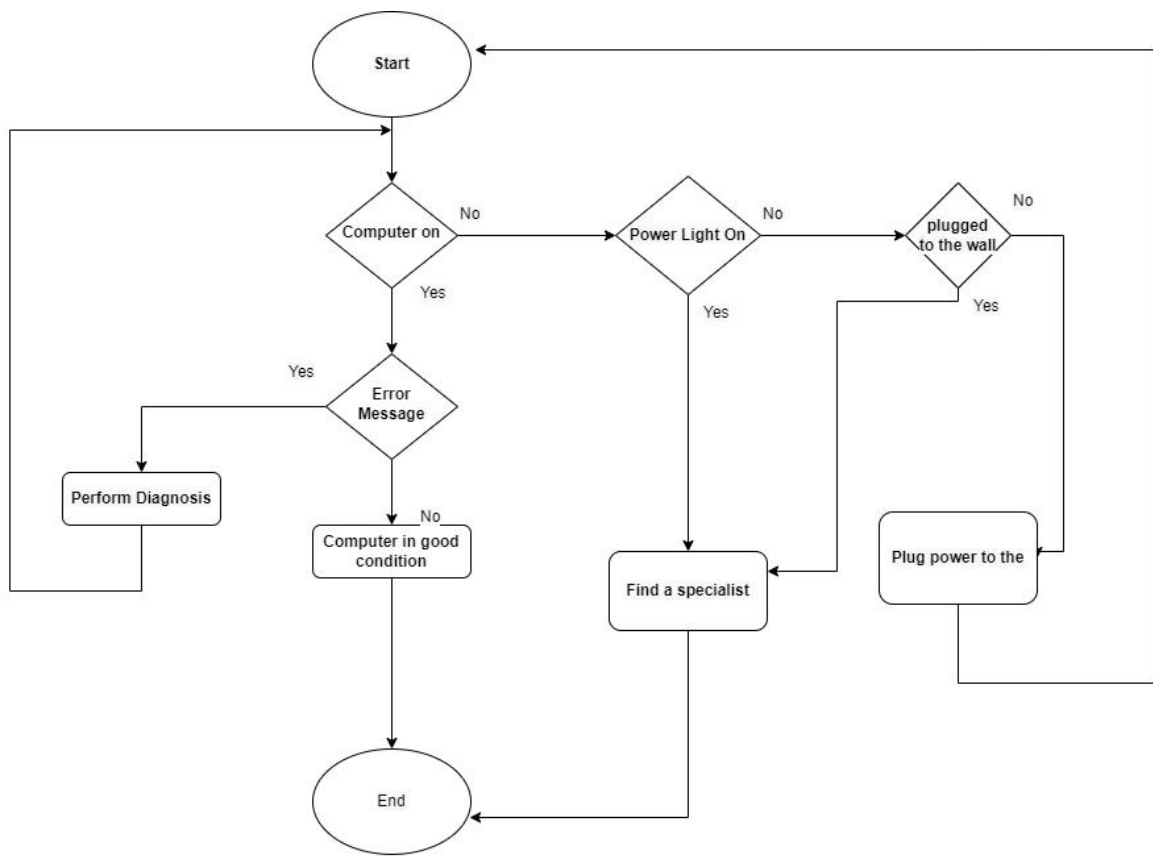 Start
Computer on
No
Power Light On
No
plugged
to the wall
No
Yes
Yes
Yes
Yes
Error
Message
Perform Diagnosis
No
Computer in good
condition
Find a specialist
Plug power to the
End